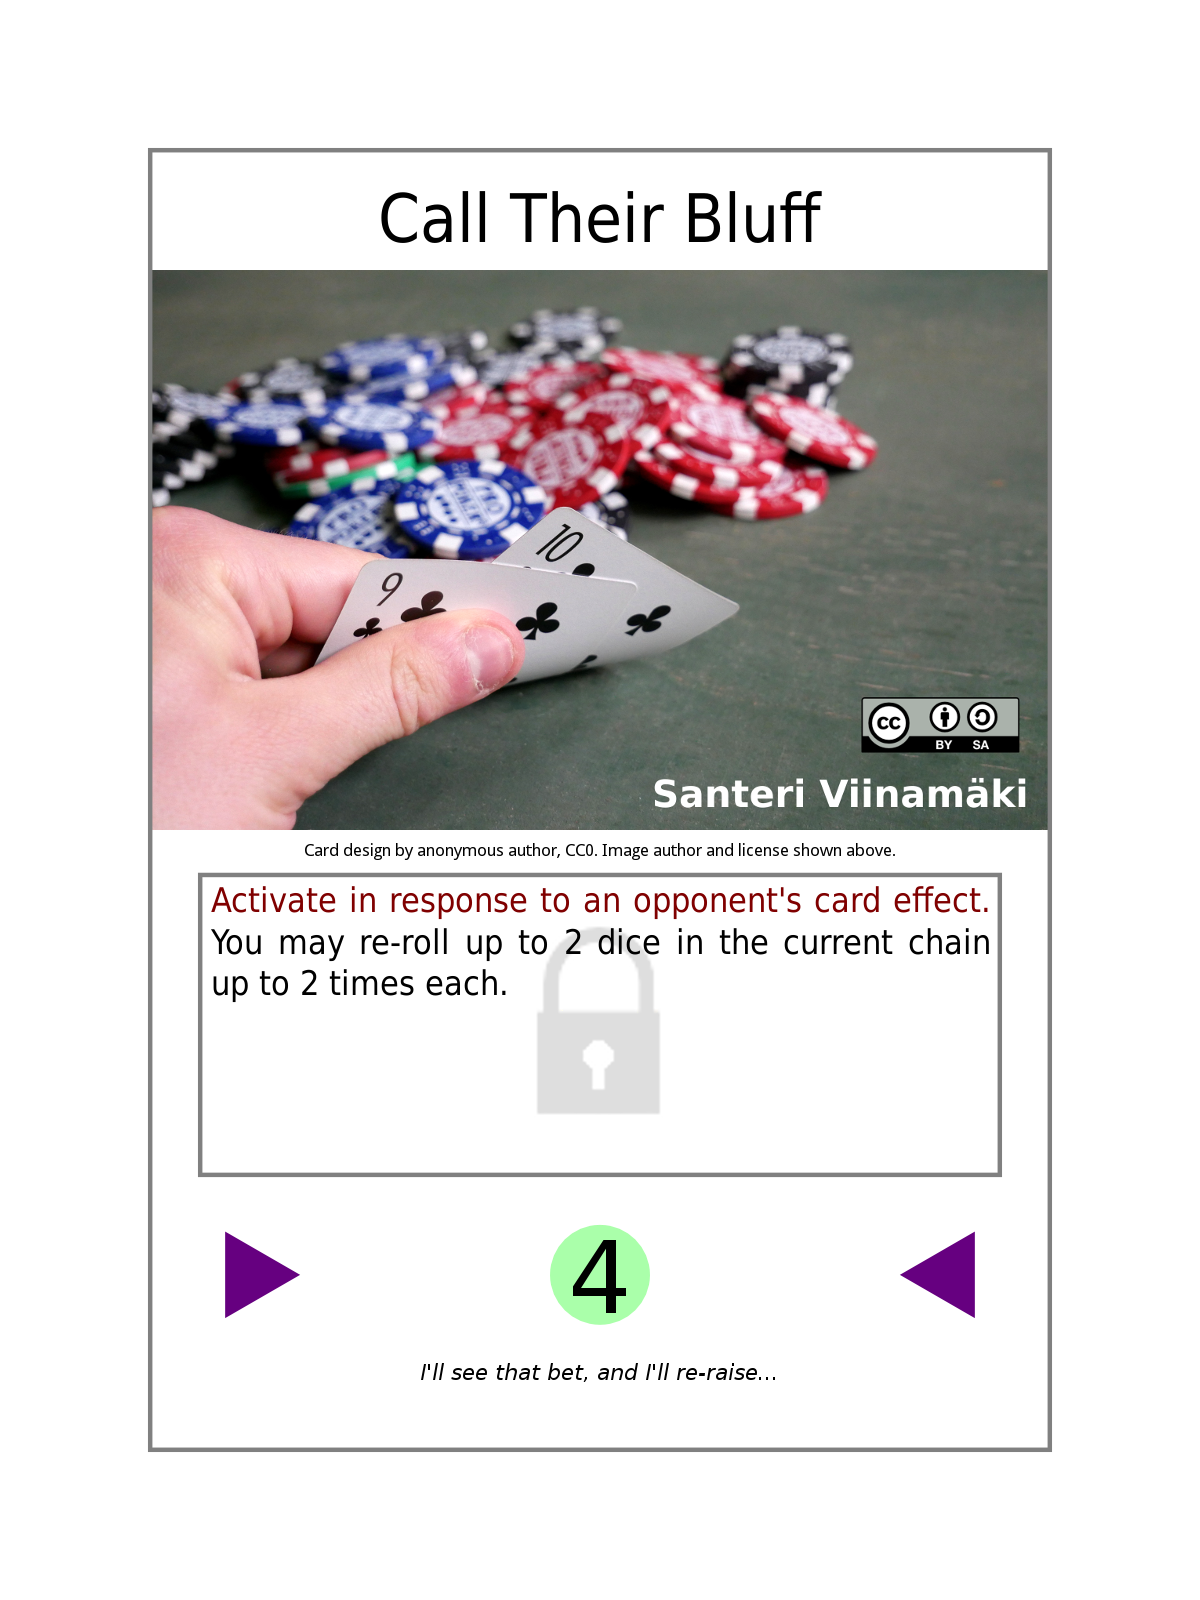 Call Their Bluff
10
9
cc
BY SA
Santeri Viinamäki
Card design by anonymous author, CC0. Image author and license shown above.
Activate in response to an opponent's card effect.
You may re-roll up to 2 dice in the current chain
up to 2 times each.
4
I'll see that bet, and I'll re-raise...